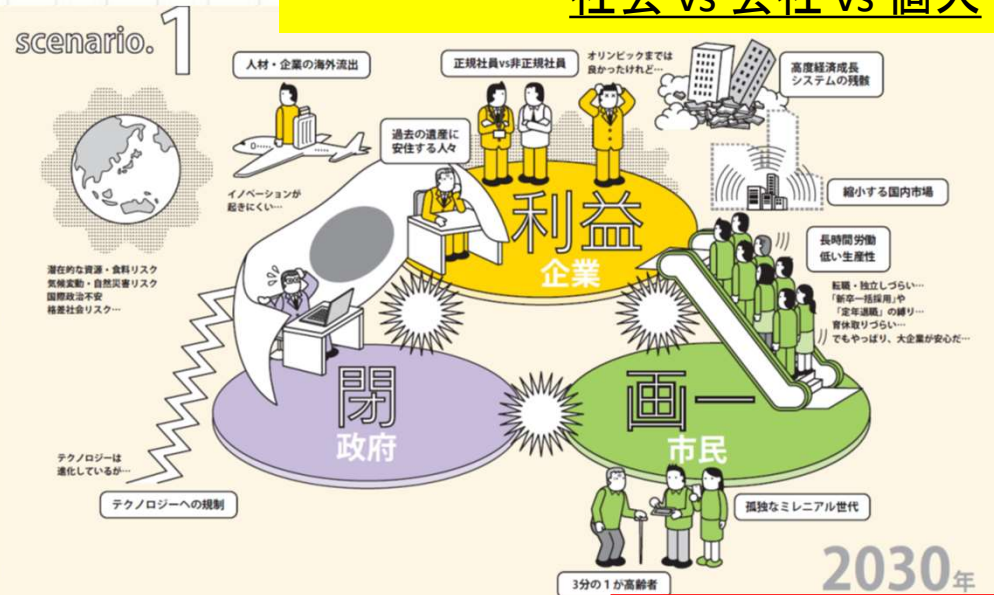 社会 vs 会社 vs 個人
scenario.1
人材・企業の海外流出
正規社員vs非正規社員
オリンピックまでは
良かったけれど…
高度経済成長
システムの残骸
過去の遺産に
安住する人々
イノベーションが
起きにくい…
縮小する国内市場
利益
企業
長時間労働
低い生産性
転職・独立しづらい…
「新卒一括採用」や
「定年退職」の縛り…
育休取りづらい…
でもやっぱり、大企業が安心だ…
潜在的な資源・食料リスク
気候変動・自然災害リスク
国際政治不安
格差社会リスク…
閉
政府
画一
市民
テクノロジーは
進化しているが…
テクノロジーへの規制
孤独なミレニアル世代
3分の1が高齢者
2030年